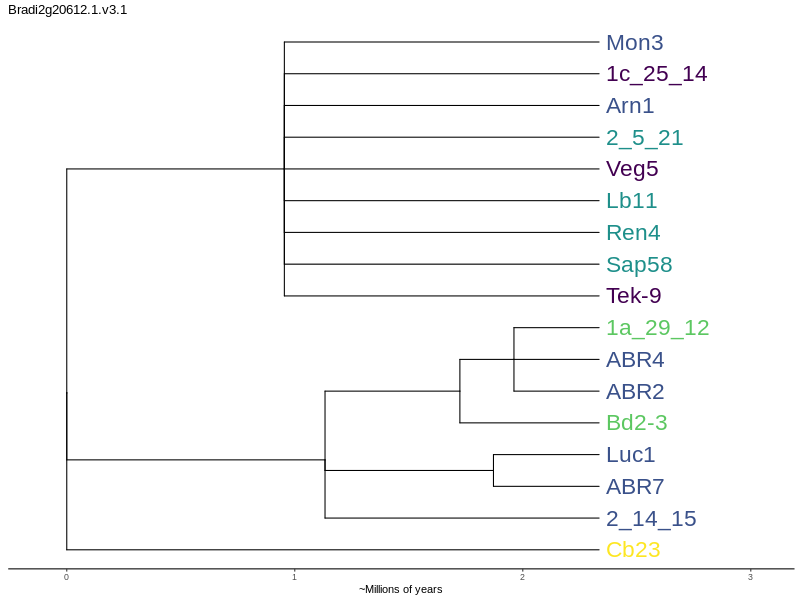 Bradi2g20612.1.v3.1
Mon3
1c_25_14
Arn1
2_5_21
Veg5
Lb11
Ren4
Sap58
Tek-9
1a_29_12
ABR4
ABR2
Bd2-3
Luc1
ABR7
2_14_15
Cb23
0 1 2 3
~Millions of years